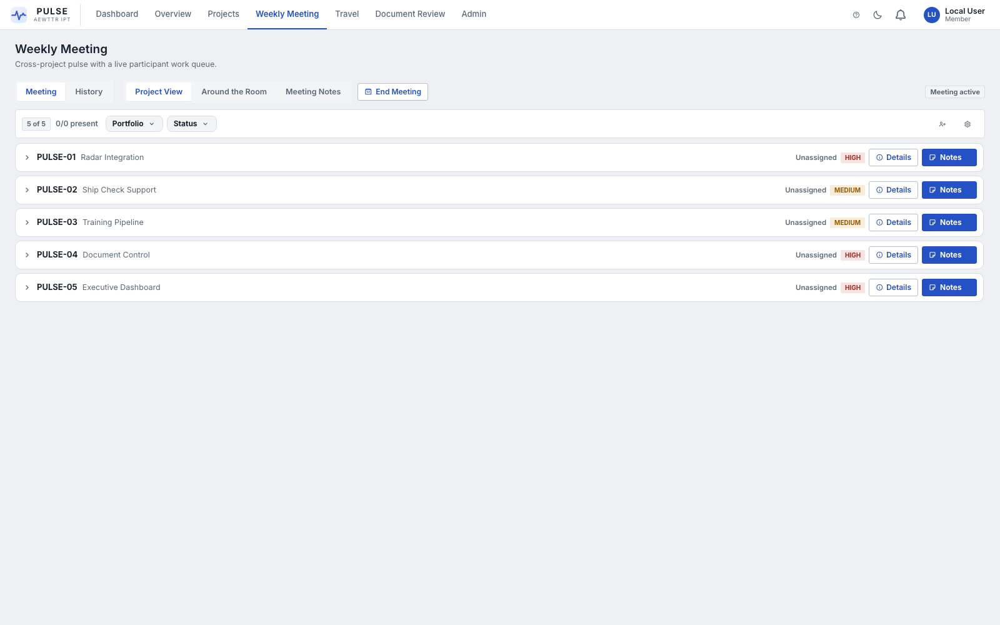 PULSE
AEWTTR IPT
Dashboard
Overview
Projects
Weekly Meeting
Travel
Document Review
Admin
LU
Local User
Member
Weekly Meeting
Cross-project pulse with a live participant work queue.
Meeting
History
Project View
Around the Room
Meeting Notes
End Meeting
Meeting active
5 of 5
0/0 present
Portfolio
Status
PULSE-01 Radar Integration
Unassigned
HIGH
Details
Notes
PULSE-02 Ship Check Support
Unassigned
MEDIUM
Details
Notes
PULSE-03 Training Pipeline
Unassigned
MEDIUM
Details
Notes
PULSE-04 Document Control
Unassigned
HIGH
Details
Notes
PULSE-05 Executive Dashboard
Unassigned
HIGH
Details
Notes